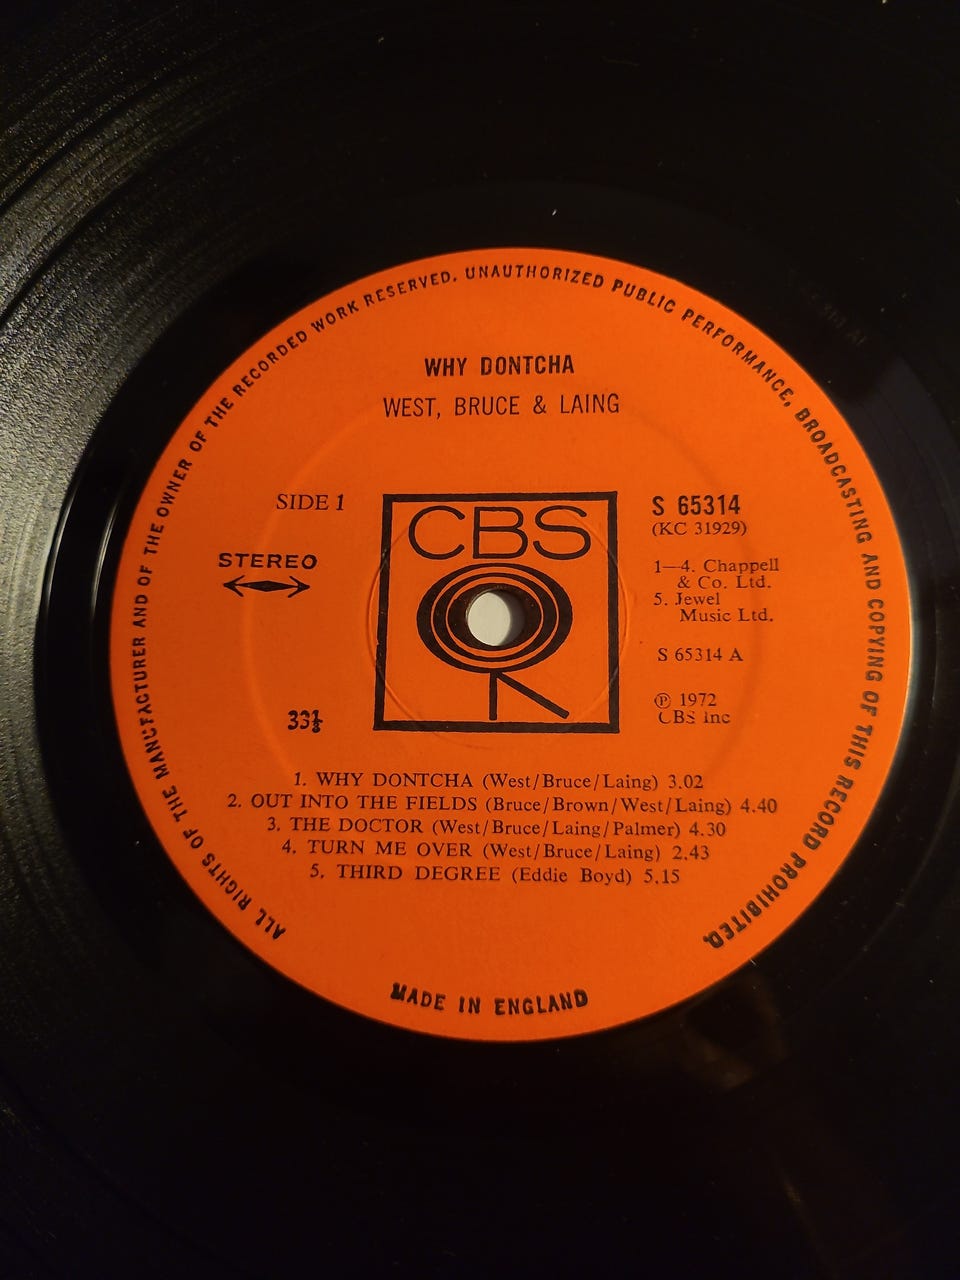 ALL RIGHTS OF THE MANUFACTURER AND OF THE OWNER OF THE RECORDED WORK RESERVED. UNAUTHORIZED PUBLIC PERFORMANCE, BROADCASTING AND COPYING OF THIS RECORD PROHIBITED.
WHY DONTCHA
WEST, BRUCE & LAING
SIDE 1
STEREO
33⅓
CBS
S 65314
(KC 31929)
1—4. Chappell
& Co. Ltd.
5. Jewel
Music Ltd.
S 65314 A
℗ 1972
CBS Inc
1. WHY DONTCHA (West/Bruce/Laing) 3.02
2. OUT INTO THE FIELDS (Bruce/Brown/West/Laing) 4.40
3. THE DOCTOR (West/Bruce/Laing/Palmer) 4.30
4. TURN ME OVER (West/Bruce/Laing) 2.43
5. THIRD DEGREE (Eddie Boyd) 5.15
MADE IN ENGLAND